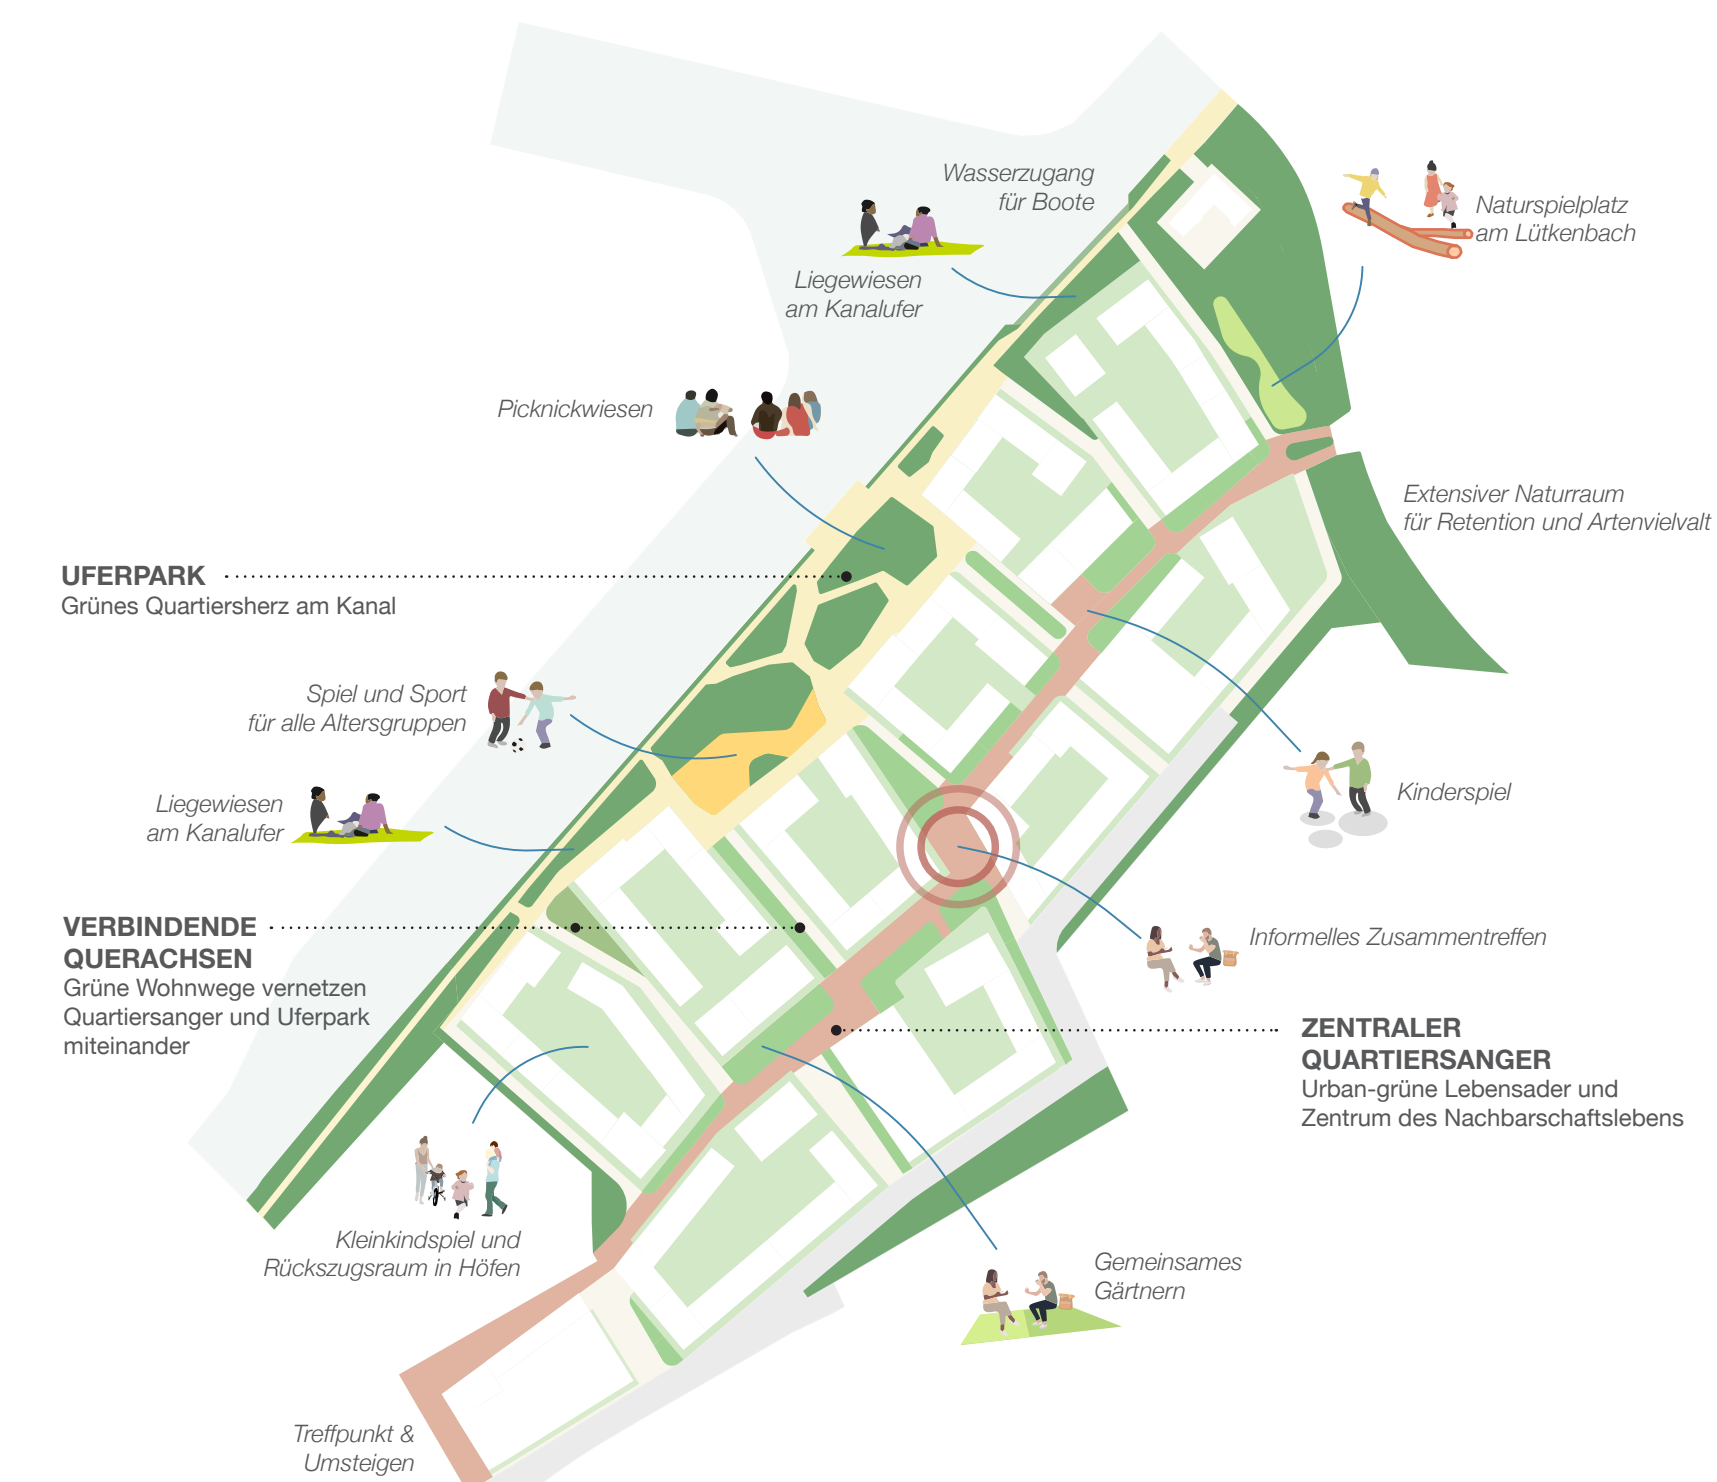 Wasserzugang
für Boote
Naturspielplatz
am Lütkenbach
Liegewiesen
am Kanalufer
Picknickwiesen
Extensiver Naturraum
für Retention und Artenvielvalt
UFERPARK
Grünes Quartiersherz am Kanal
Spiel und Sport
für alle Altersgruppen
Kinderspiel
Liegewiesen
am Kanalufer
VERBINDENDE
QUERACHSEN
Grüne Wohnwege vernetzen
Quartiersanger und Uferpark
miteinander
Informelles Zusammentreffen
ZENTRALER
QUARTIERSANGER
Urban-grüne Lebensader und
Zentrum des Nachbarschaftslebens
Kleinkindspiel und
Rückszugsraum in Höfen
Gemeinsames
Gärtnern
Treffpunkt &
Umsteigen